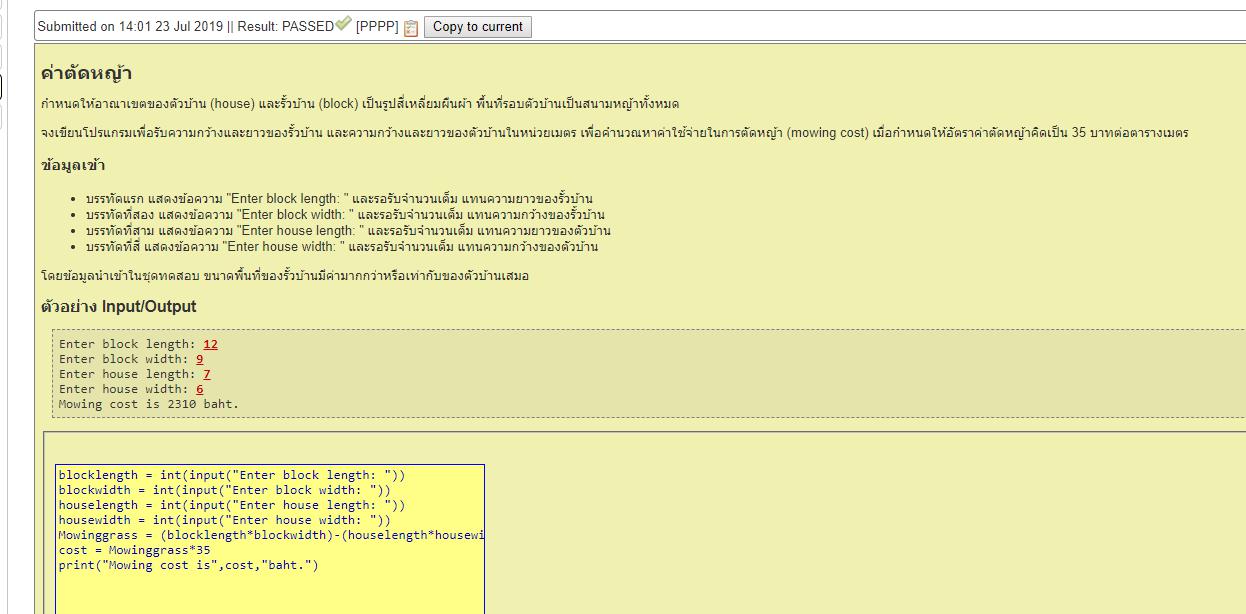 Submitted on 14:01 23 Jul 2019 || Result: PASSED [PPPP] Copy to current
ค่าตัดหญ้า
กำหนดให้อาณาเขตของตัวบ้าน (house) และรั้วบ้าน (block) เป็นรูปสี่เหลี่ยมผืนผ้า พื้นที่รอบตัวบ้านเป็นสนามหญ้าทั้งหมด
จงเขียนโปรแกรมเพื่อรับความกว้างและยาวของรั้วบ้าน และความกว้างและยาวของตัวบ้านในหน่วยเมตร เพื่อคำนวณหาค่าใช้จ่ายในการตัดหญ้า (mowing cost) เมื่อกำหนดให้อัตราค่าตัดหญ้าคิดเป็น 35 บาทต่อตารางเมตร
ข้อมูลเข้า
• บรรทัดแรก แสดงข้อความ "Enter block length: " และรอรับจำนวนเต็ม แทนความยาวของรั้วบ้าน
• บรรทัดที่สอง แสดงข้อความ "Enter block width: " และรอรับจำนวนเต็ม แทนความกว้างของรั้วบ้าน
• บรรทัดที่สาม แสดงข้อความ "Enter house length: " และรอรับจำนวนเต็ม แทนความยาวของตัวบ้าน
• บรรทัดที่สี่ แสดงข้อความ "Enter house width: " และรอรับจำนวนเต็ม แทนความกว้างของตัวบ้าน
โดยข้อมูลนำเข้าในชุดทดสอบ ขนาดพื้นที่ของรั้วบ้านมีค่ามากกว่าหรือเท่ากับของตัวบ้านเสมอ
ตัวอย่าง Input/Output
Enter block length: 12
Enter block width: 9
Enter house length: 7
Enter house width: 6
Mowing cost is 2310 baht.
blocklength = int(input("Enter block length: "))
blockwidth = int(input("Enter block width: "))
houselength = int(input("Enter house length: "))
housewidth = int(input("Enter house width: "))
Mowinggrass = (blocklength*blockwidth)-(houselength*housewi
cost = Mowinggrass*35
print("Mowing cost is",cost,"baht.")